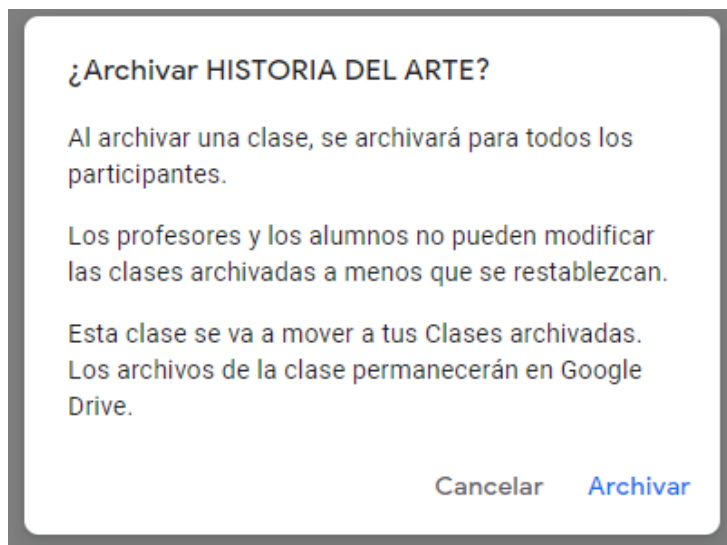 ¿Archivar HISTORIA DEL ARTE?
Al archivar una clase, se archivará para todos los
participantes.
Los profesores y los alumnos no pueden modificar
las clases archivadas a menos que se restablezcan.
Esta clase se va a mover a tus Clases archivadas.
Los archivos de la clase permanecerán en Google
Drive.
Cancelar Archivar